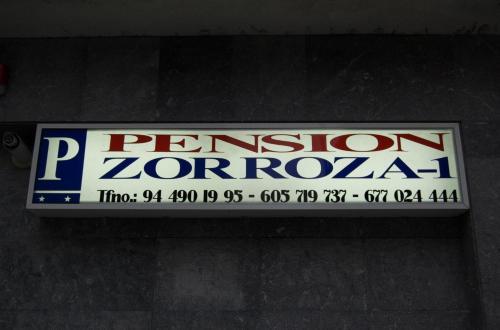 P
PENSION
ZORROZA-1
Tfno.: 94 490 19 95 - 605 719 737 - 677 024 444